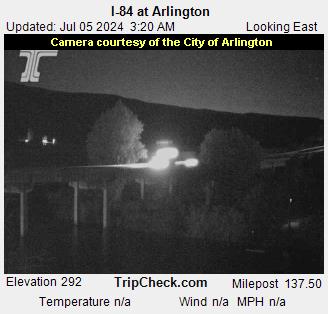 I-84 at Arlington
Updated: Jul 05 2024 3:20 AM Looking East
Camera courtesy of the City of Arlington
Elevation 292 TripCheck.com Milepost 137.50
Temperature n/a Wind n/a MPH n/a